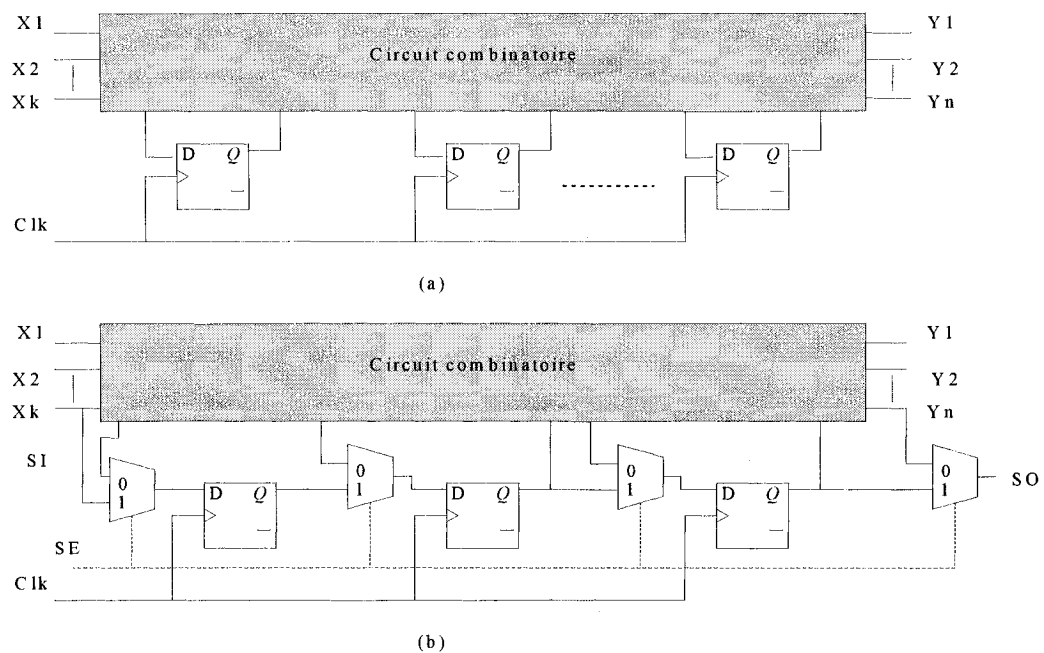 X1
Circuit combinatoire
Y1
X2
Y2
Xk
Yn
D Q
D Q
D Q
Clk
(a)
X1
Circuit combinatoire
Y1
X2
Y2
Xk
Yn
SI
0
1
0
1
0
1
0
1
SO
D Q
D Q
D Q
SE
Clk
(b)